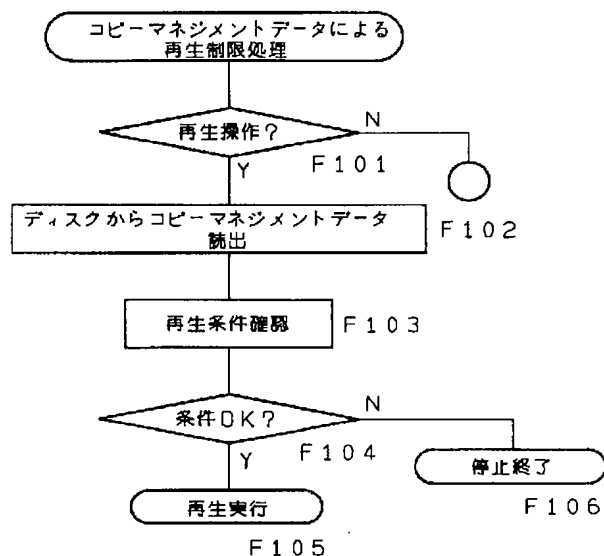 コピーマネジメントデータによる
再生制限処理
再生操作?
N
Y
F101
ディスクからコピーマネジメントデータ
読出
F102
再生条件確認
F103
条件OK?
N
Y
F104
停止終了
再生実行
F106
F105